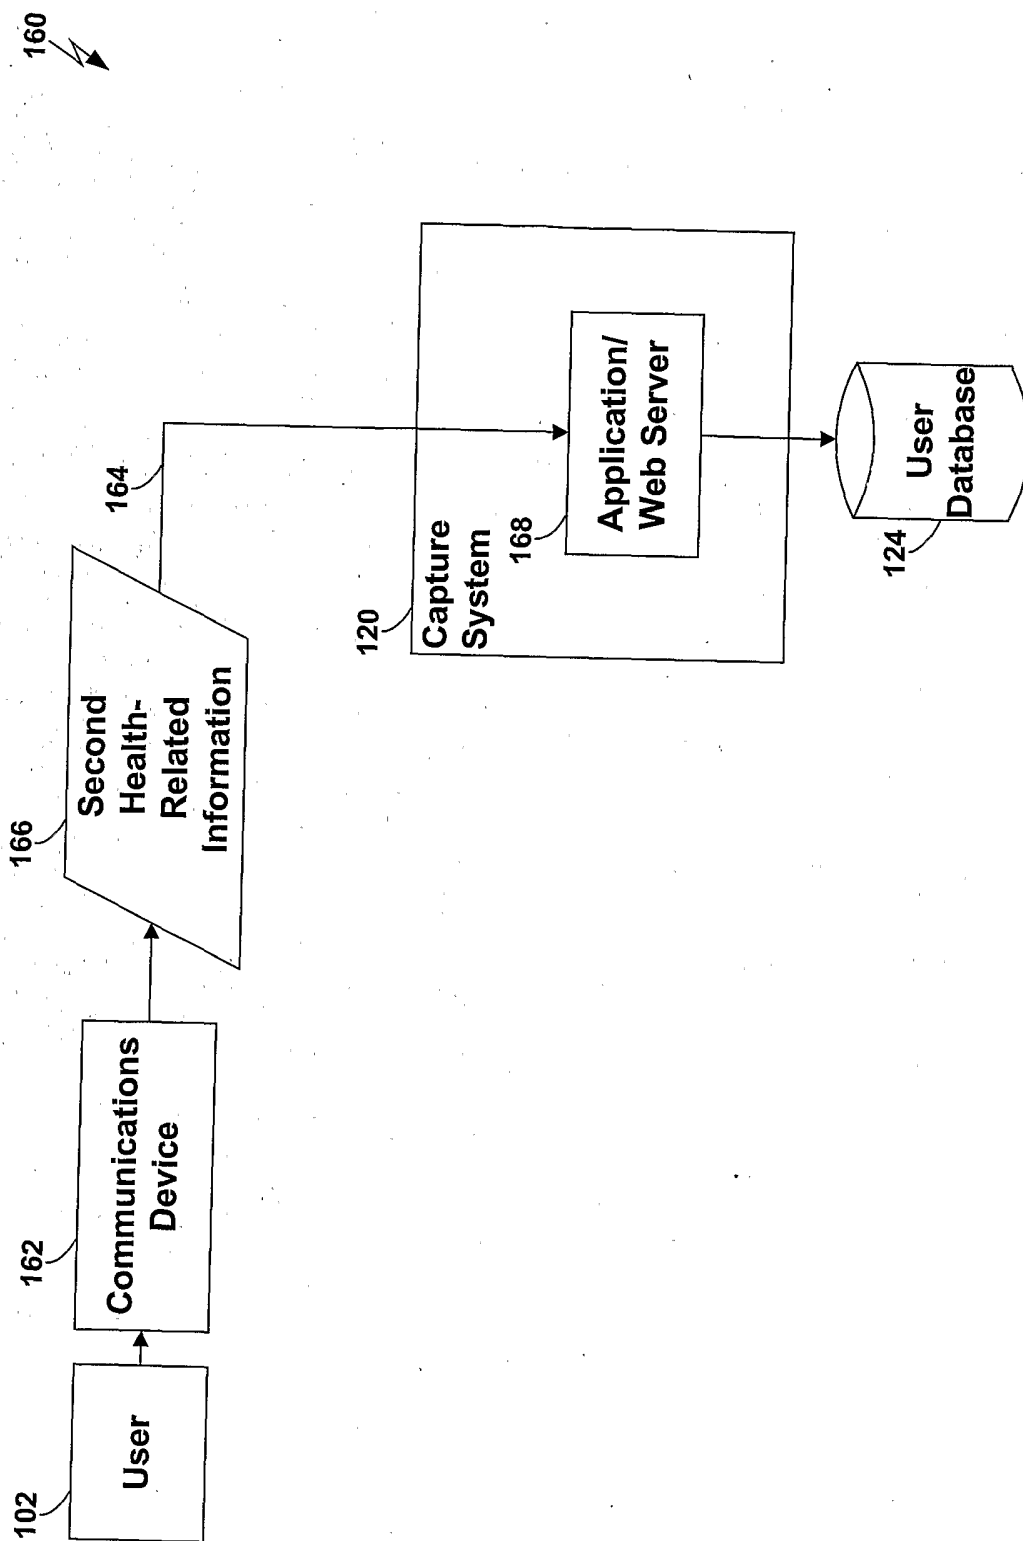 160
102
User
162
Communications
Device
166
Second
Health-
Related
Information
164
120
Capture
System
168
Application/
Web Server
124
User
Database